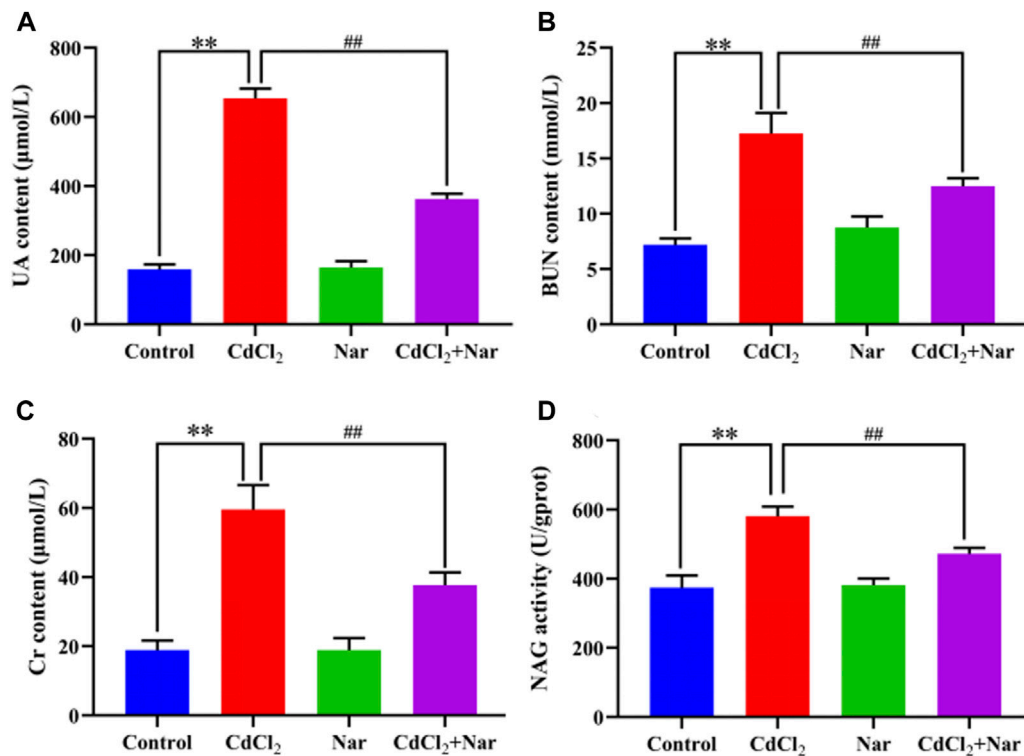 A
UA content (μmol/L)
800
600
400
200
0
**
##
Control CdCl₂ Nar CdCl₂+Nar
B
BUN content (mmol/L)
25
20
15
10
5
0
**
##
Control CdCl₂ Nar CdCl₂+Nar
C
Cr content (μmol/L)
80
60
40
20
0
**
##
Control CdCl₂ Nar CdCl₂+Nar
D
NAG activity (U/gprot)
800
600
400
200
0
**
##
Control CdCl₂ Nar CdCl₂+Nar